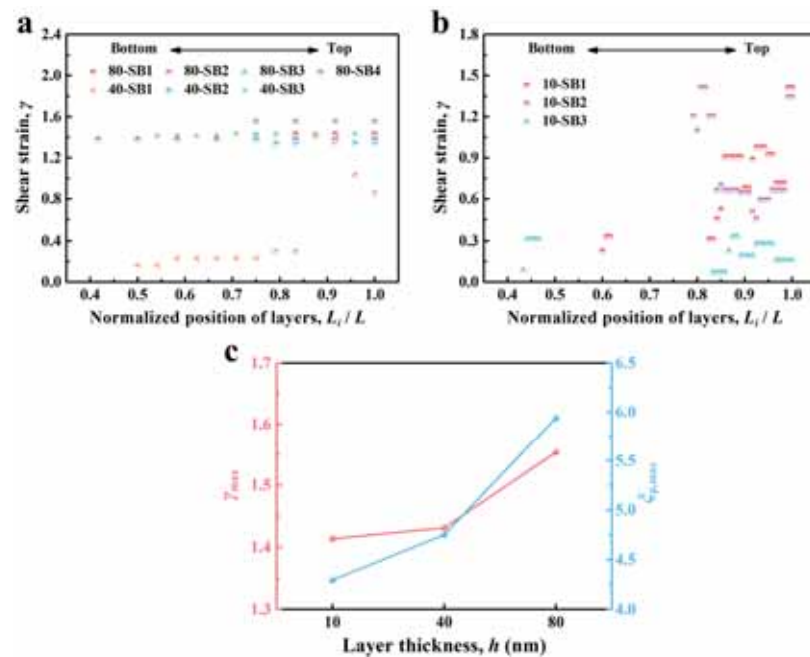 a
2.4
1.8
1.2
0.6
0.0
Shear strain, γ
Bottom
Top
80-SB1 80-SB2 80-SB3 80-SB4
40-SB1 40-SB2 40-SB3
0.4 0.5 0.6 0.7 0.8 0.9 1.0
Normalized position of layers, Li / L
b
1.8
1.5
1.2
0.9
0.6
0.3
0.0
Shear strain, γ
Bottom
Top
10-SB1
10-SB2
10-SB3
0.4 0.5 0.6 0.7 0.8 0.9 1.0
Normalized position of layers, Li / L
c
1.7
1.6
1.5
1.4
1.3
γmax
6.5
6.0
5.5
5.0
4.5
4.0
10 40 80
Layer thickness, h (nm)